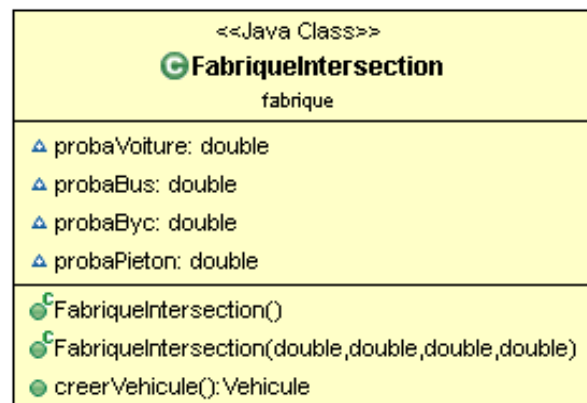 <<Java Class>>
FabriqueIntersection
fabrique
probaVoiture: double
probaBus: double
probaByc: double
probaPieton: double
FabriqueIntersection()
FabriqueIntersection(double,double,double,double)
creerVehicule():Vehicule